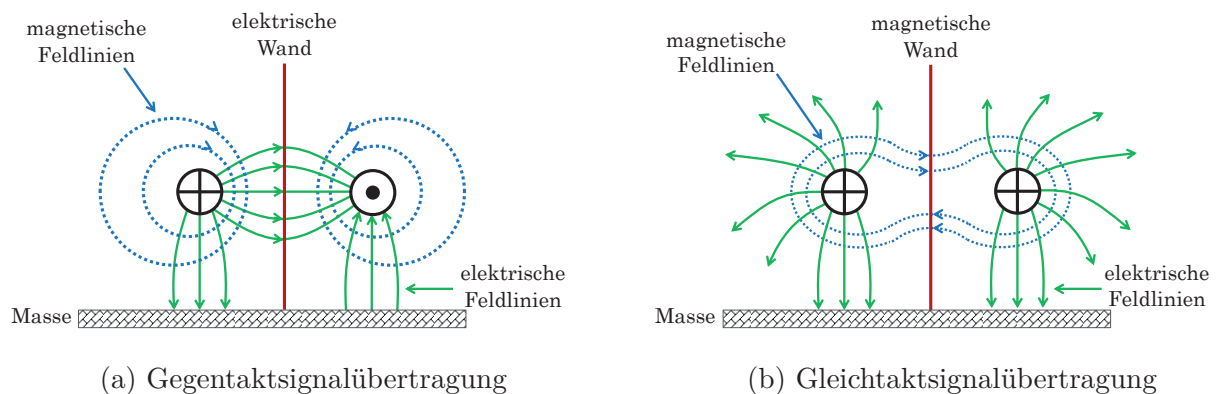 magnetische
Feldlinien
elektrische
Wand
elektrische
Feldlinien
Masse
(a) Gegentaktsignalübertragung
magnetische
Feldlinien
magnetische
Wand
elektrische
Feldlinien
Masse
(b) Gleichtaktsignalübertragung